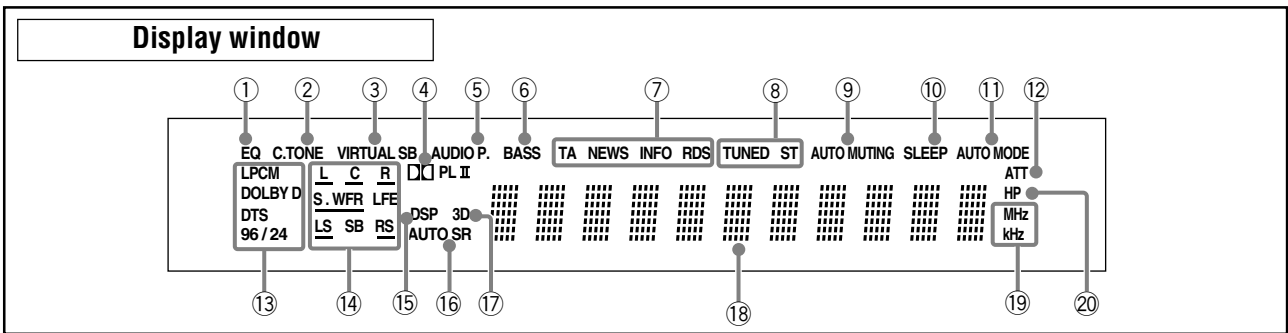 Display window
① ② ③ ④ ⑤ ⑥ ⑦ ⑧ ⑨ ⑩ ⑪ ⑫
EQ C.TONE VIRTUAL SB AUDIO P. BASS TA NEWS INFO RDS TUNED ST AUTO MUTING SLEEP AUTO MODE
LPCM L C R PL II ATT
DOLBY D S.WFR LFE HP
DTS DSP 3D MHz
96 / 24 LS SB RS AUTO SR kHz
⑬ ⑭ ⑮ ⑯ ⑰ ⑱ ⑲ ⑳